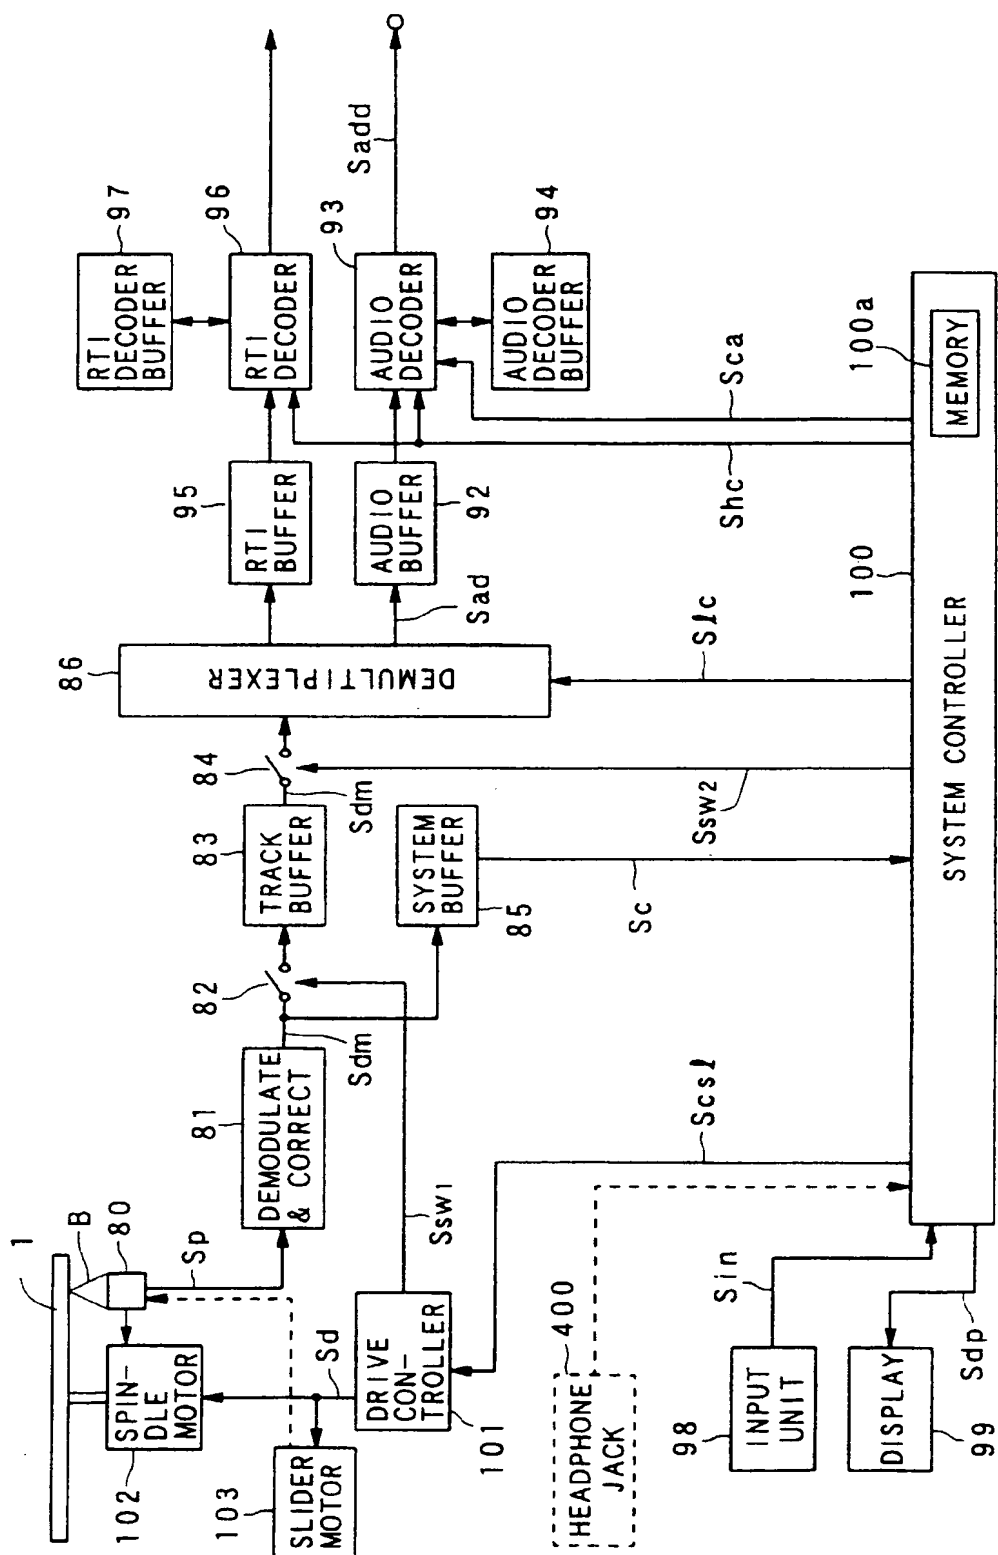 1
B
80
SPIN-
DLE
MOTOR
102
SLIDER
MOTOR
103
Sp
Sd
DRIVE
CON-
TROLLER
101
Ssw1
DEMODULATE
& CORRECT
81
Sdm
82
TRACK
BUFFER
83
Sdm
84
SYSTEM
BUFFER
85
DEMULTIPLEXER
86
RTI
BUFFER
95
AUDIO
BUFFER
92
Sad
RTI
DECODER
BUFFER
97
RTI
DECODER
96
AUDIO
DECODER
93
AUDIO
DECODER
BUFFER
94
Sadd
HEADPHONE
JACK
400
Scsl
Sc
Ssw2
Slc
Shc
Sca
INPUT
UNIT
98
DISPLAY
99
Sin
Sdp
SYSTEM CONTROLLER
100
MEMORY
100a